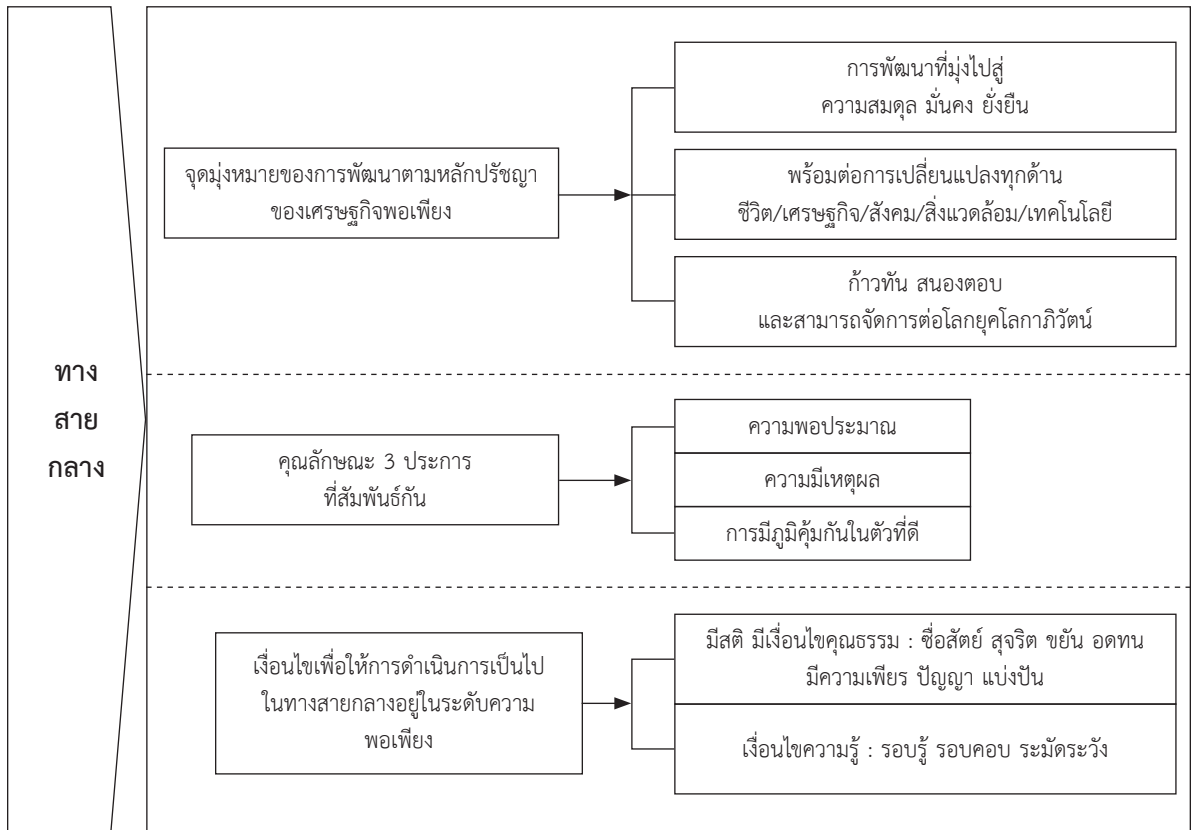 ทาง
สาย
กลาง
จุดมุ่งหมายของการพัฒนาตามหลักปรัชญา
ของเศรษฐกิจพอเพียง
การพัฒนาที่มุ่งไปสู่
ความสมดุล มั่นคง ยั่งยืน
พร้อมต่อการเปลี่ยนแปลงทุกด้าน
ชีวิต/เศรษฐกิจ/สังคม/สิ่งแวดล้อม/เทคโนโลยี
ก้าวทัน สนองตอบ
และสามารถจัดการต่อโลกยุคโลกาภิวัตน์
คุณลักษณะ 3 ประการ
ที่สัมพันธ์กัน
ความพอประมาณ
ความมีเหตุผล
การมีภูมิคุ้มกันในตัวที่ดี
เงื่อนไขเพื่อให้การดำเนินการเป็นไป
ในทางสายกลางอยู่ในระดับความ
พอเพียง
มีสติ มีเงื่อนไขคุณธรรม : ซื่อสัตย์ สุจริต ขยัน อดทน
มีความเพียร ปัญญา แบ่งปัน
เงื่อนไขความรู้ : รอบรู้ รอบคอบ ระมัดระวัง